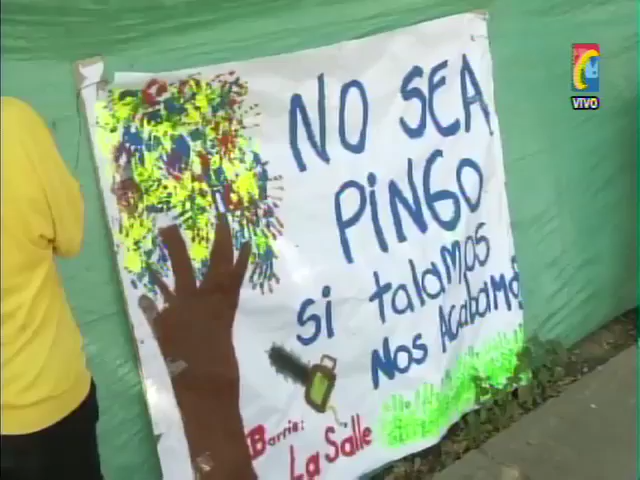 VIVO
NO SEA
PiNGO
si talamos
Nos Acabamos
Barrio:
La Salle